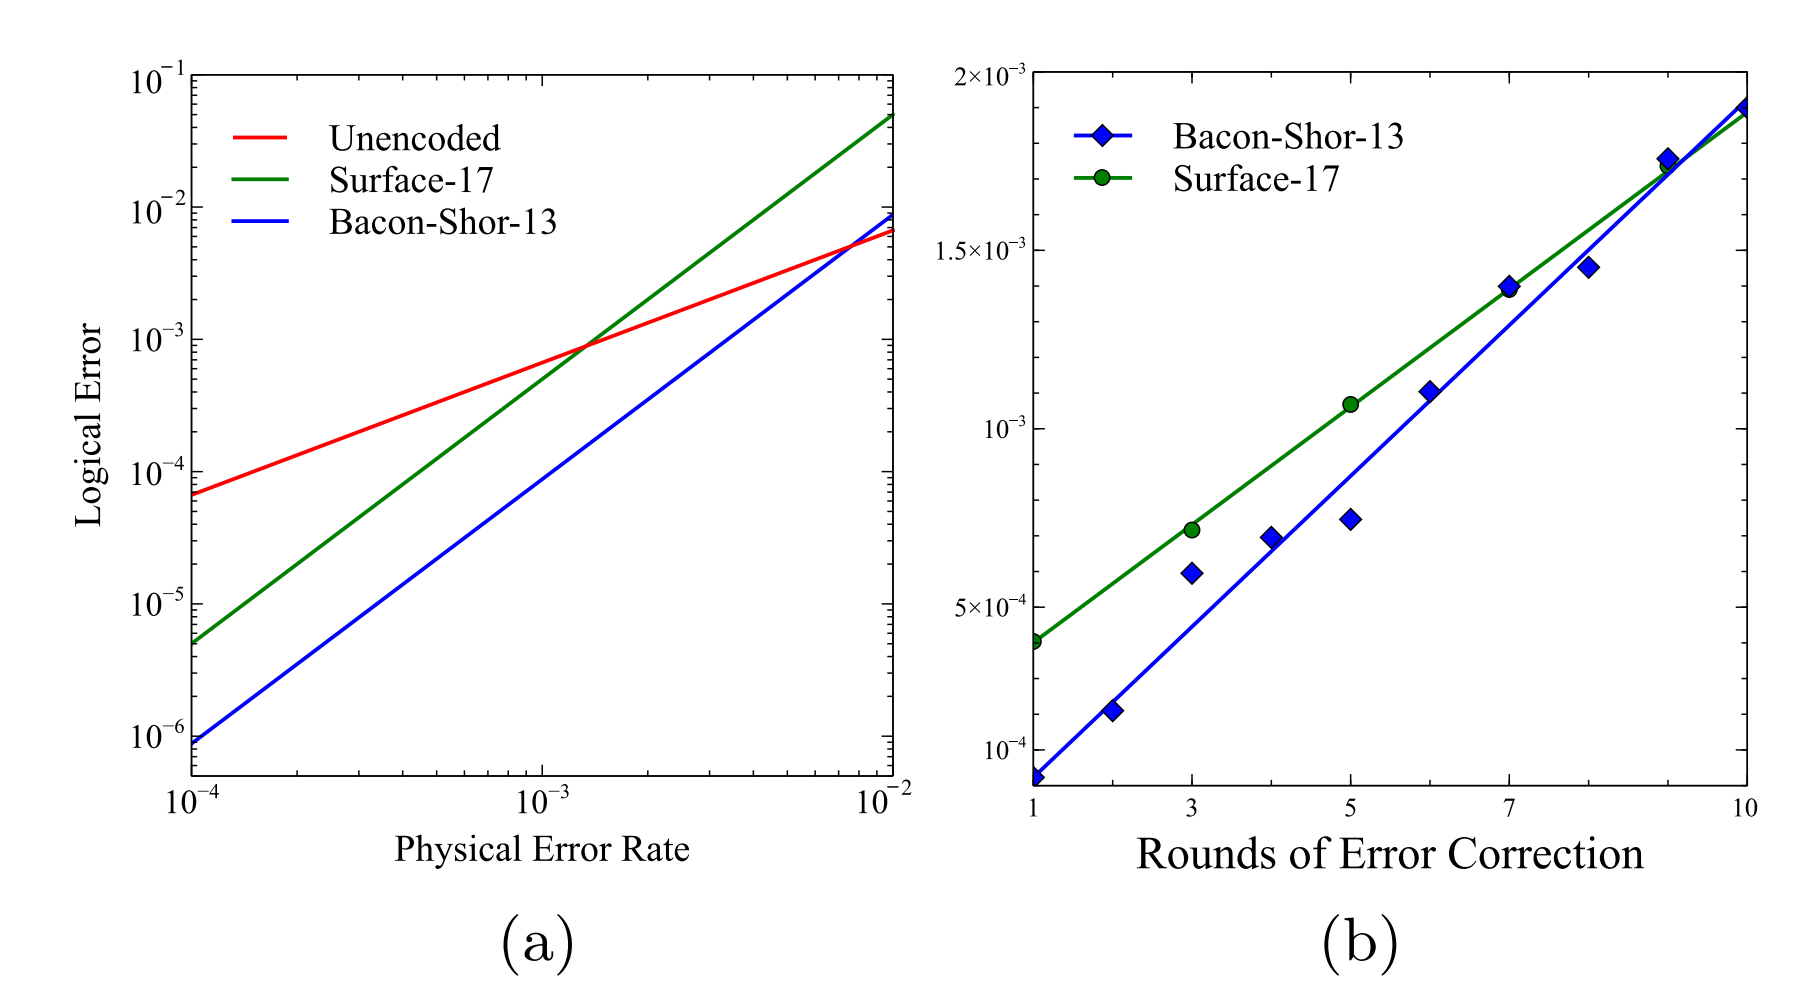 10⁻¹
10⁻²
10⁻³
10⁻⁴
10⁻⁵
10⁻⁶
Logical Error
Unencoded
Surface-17
Bacon-Shor-13
10⁻⁴ 10⁻³ 10⁻²
Physical Error Rate
(a)
2×10⁻³
1.5×10⁻³
10⁻³
5×10⁻⁴
10⁻⁴
Bacon-Shor-13
Surface-17
1 3 5 7 10
Rounds of Error Correction
(b)